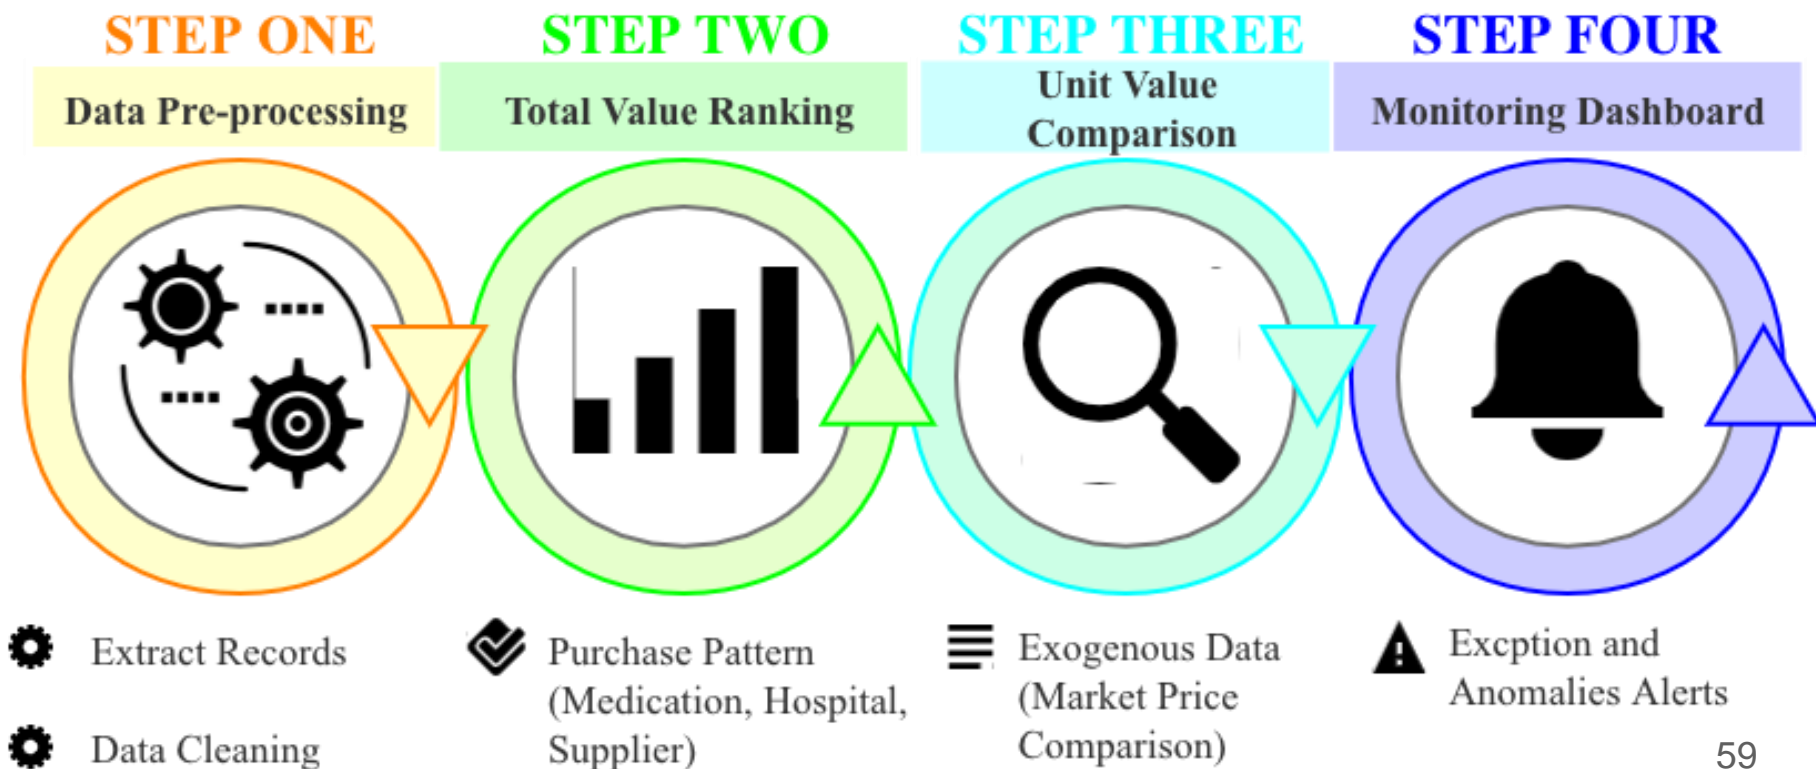 STEP ONE
Data Pre-processing
Extract Records
Data Cleaning
STEP TWO
Total Value Ranking
Purchase Pattern
(Medication, Hospital,
Supplier)
STEP THREE
Unit Value
Comparison
Exogenous Data
(Market Price
Comparison)
STEP FOUR
Monitoring Dashboard
Excption and
Anomalies Alerts
59